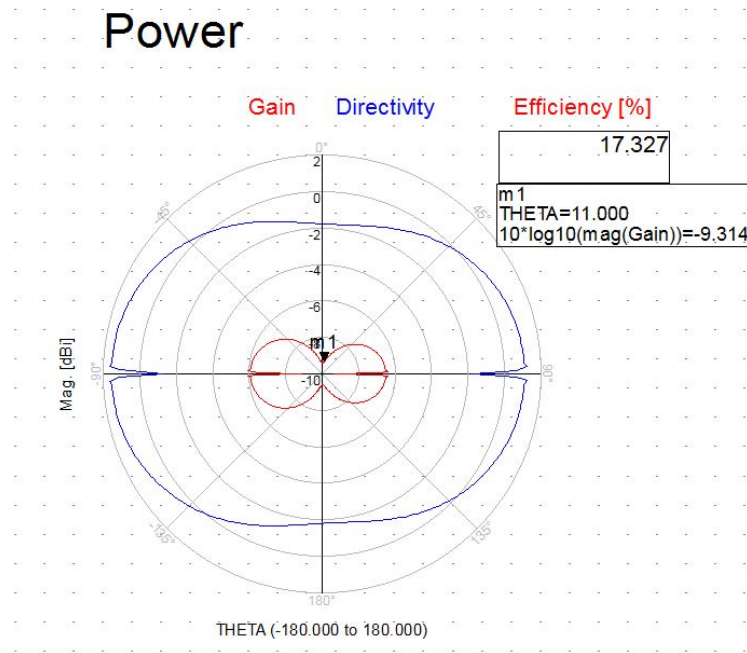 Power
Gain Directivity Efficiency [%]
17.327
m1
THETA=11.000
10*log10(mag(Gain))=-9.314
0°
2
0
-2
-4
-6
m1
-10
45°
-45°
90°
-90°
135°
-135°
180°
Mag. [dBi]
THETA (-180.000 to 180.000)